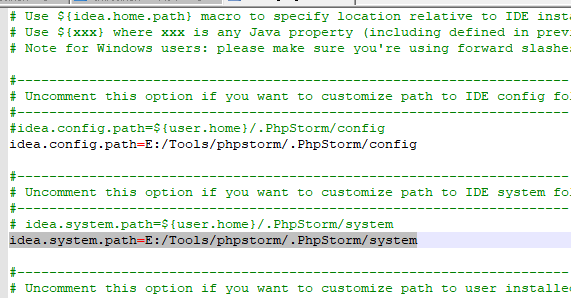 # Use ${idea.home.path} macro to specify location relative to IDE inst
# Use ${xxx} where xxx is any Java property (including defined in prev
# Note for Windows users: please make sure you're using forward slashe
#---------------------------------------------------------------------
# Uncomment this option if you want to customize path to IDE config fo
#---------------------------------------------------------------------
#idea.config.path=${user.home}/.PhpStorm/config
idea.config.path=E:/Tools/phpstorm/.PhpStorm/config
#---------------------------------------------------------------------
# Uncomment this option if you want to customize path to IDE system fo
#---------------------------------------------------------------------
# idea.system.path=${user.home}/.PhpStorm/system
idea.system.path=E:/Tools/phpstorm/.PhpStorm/system
#---------------------------------------------------------------------
# Uncomment this option if you want to customize path to user installe